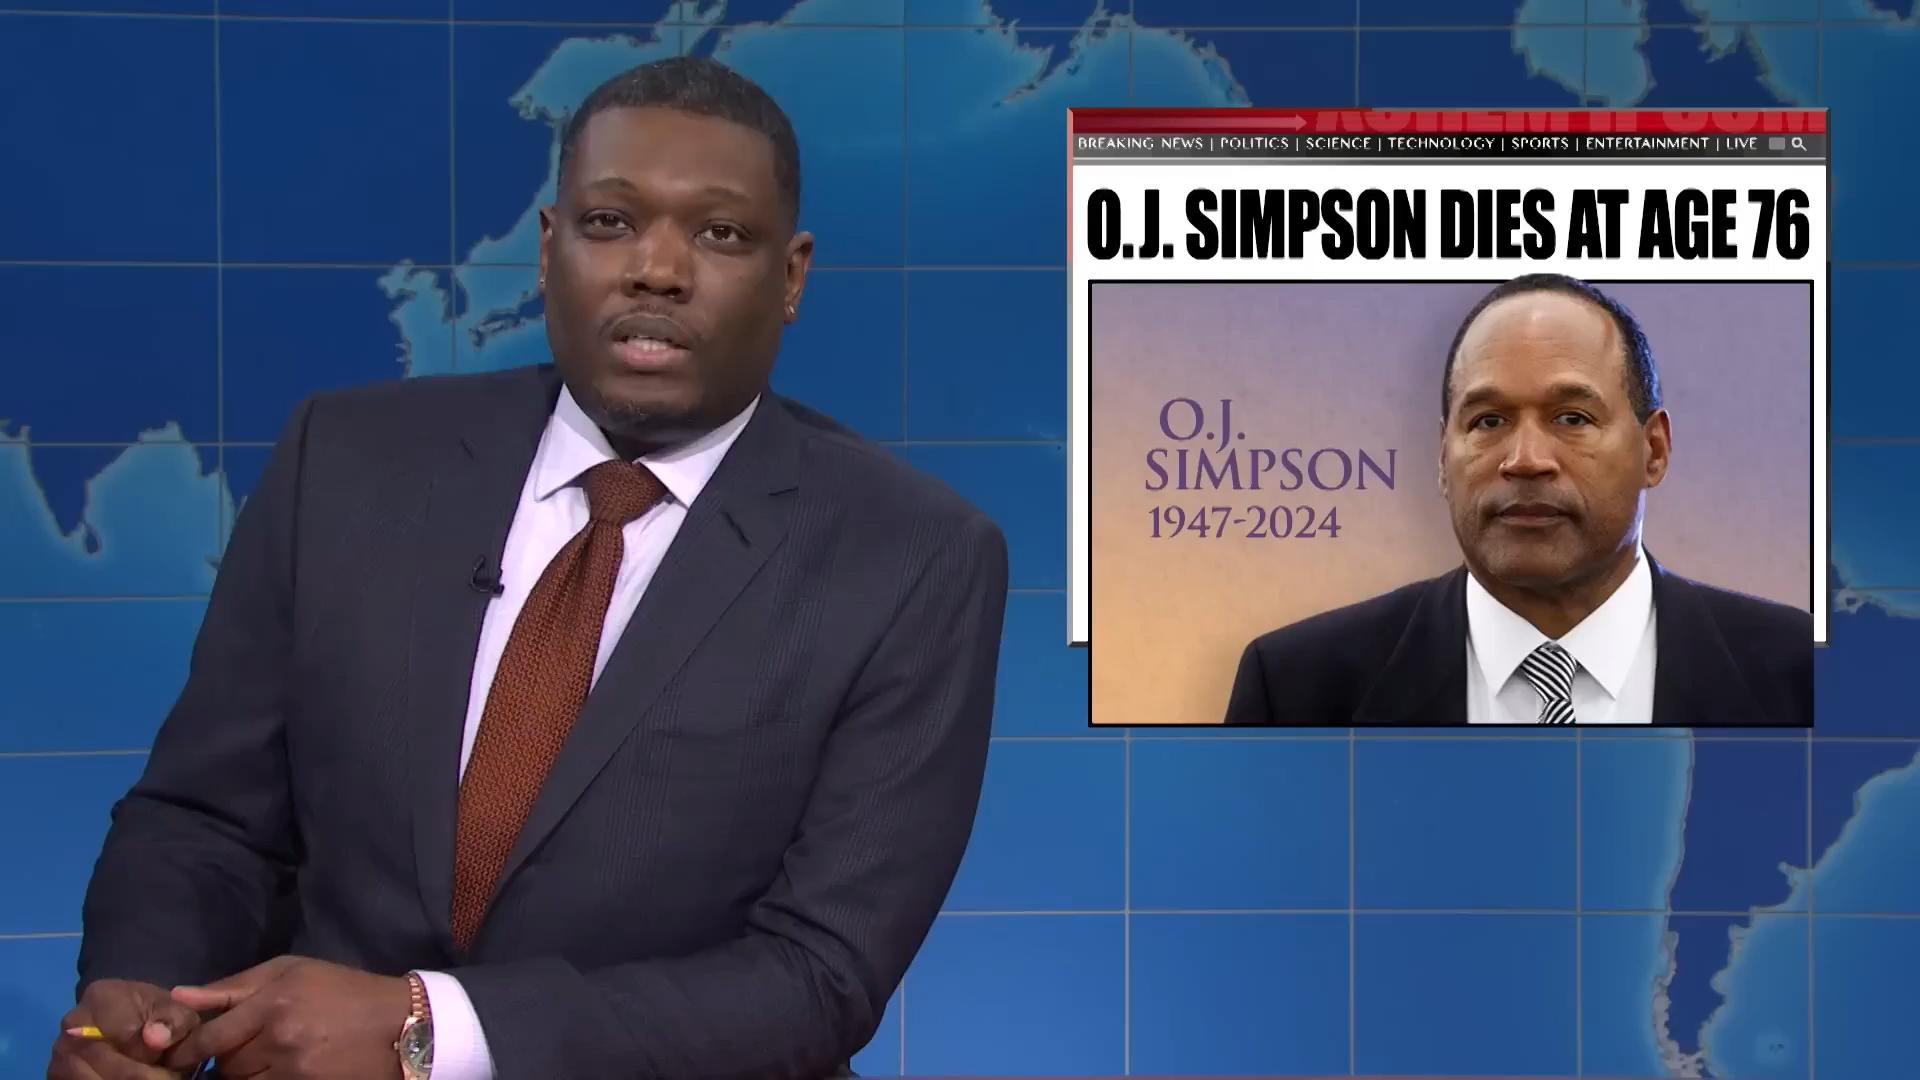 BREAKING NEWS | POLITICS | SCIENCE | TECHNOLOGY | SPORTS | ENTERTAINMENT | LIVE
O.J. SIMPSON DIES AT AGE 76
O.J.
SIMPSON
1947-2024